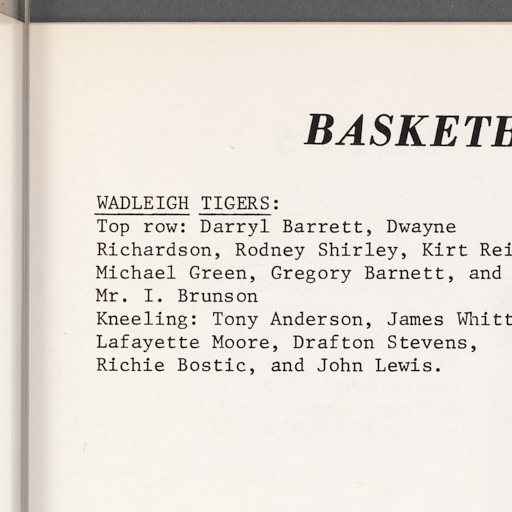 BASKETB
WADLEIGH TIGERS:
Top row: Darryl Barrett, Dwayne
Richardson, Rodney Shirley, Kirt Rei
Michael Green, Gregory Barnett, and
Mr. I. Brunson
Kneeling: Tony Anderson, James Whitt
Lafayette Moore, Drafton Stevens,
Richie Bostic, and John Lewis.